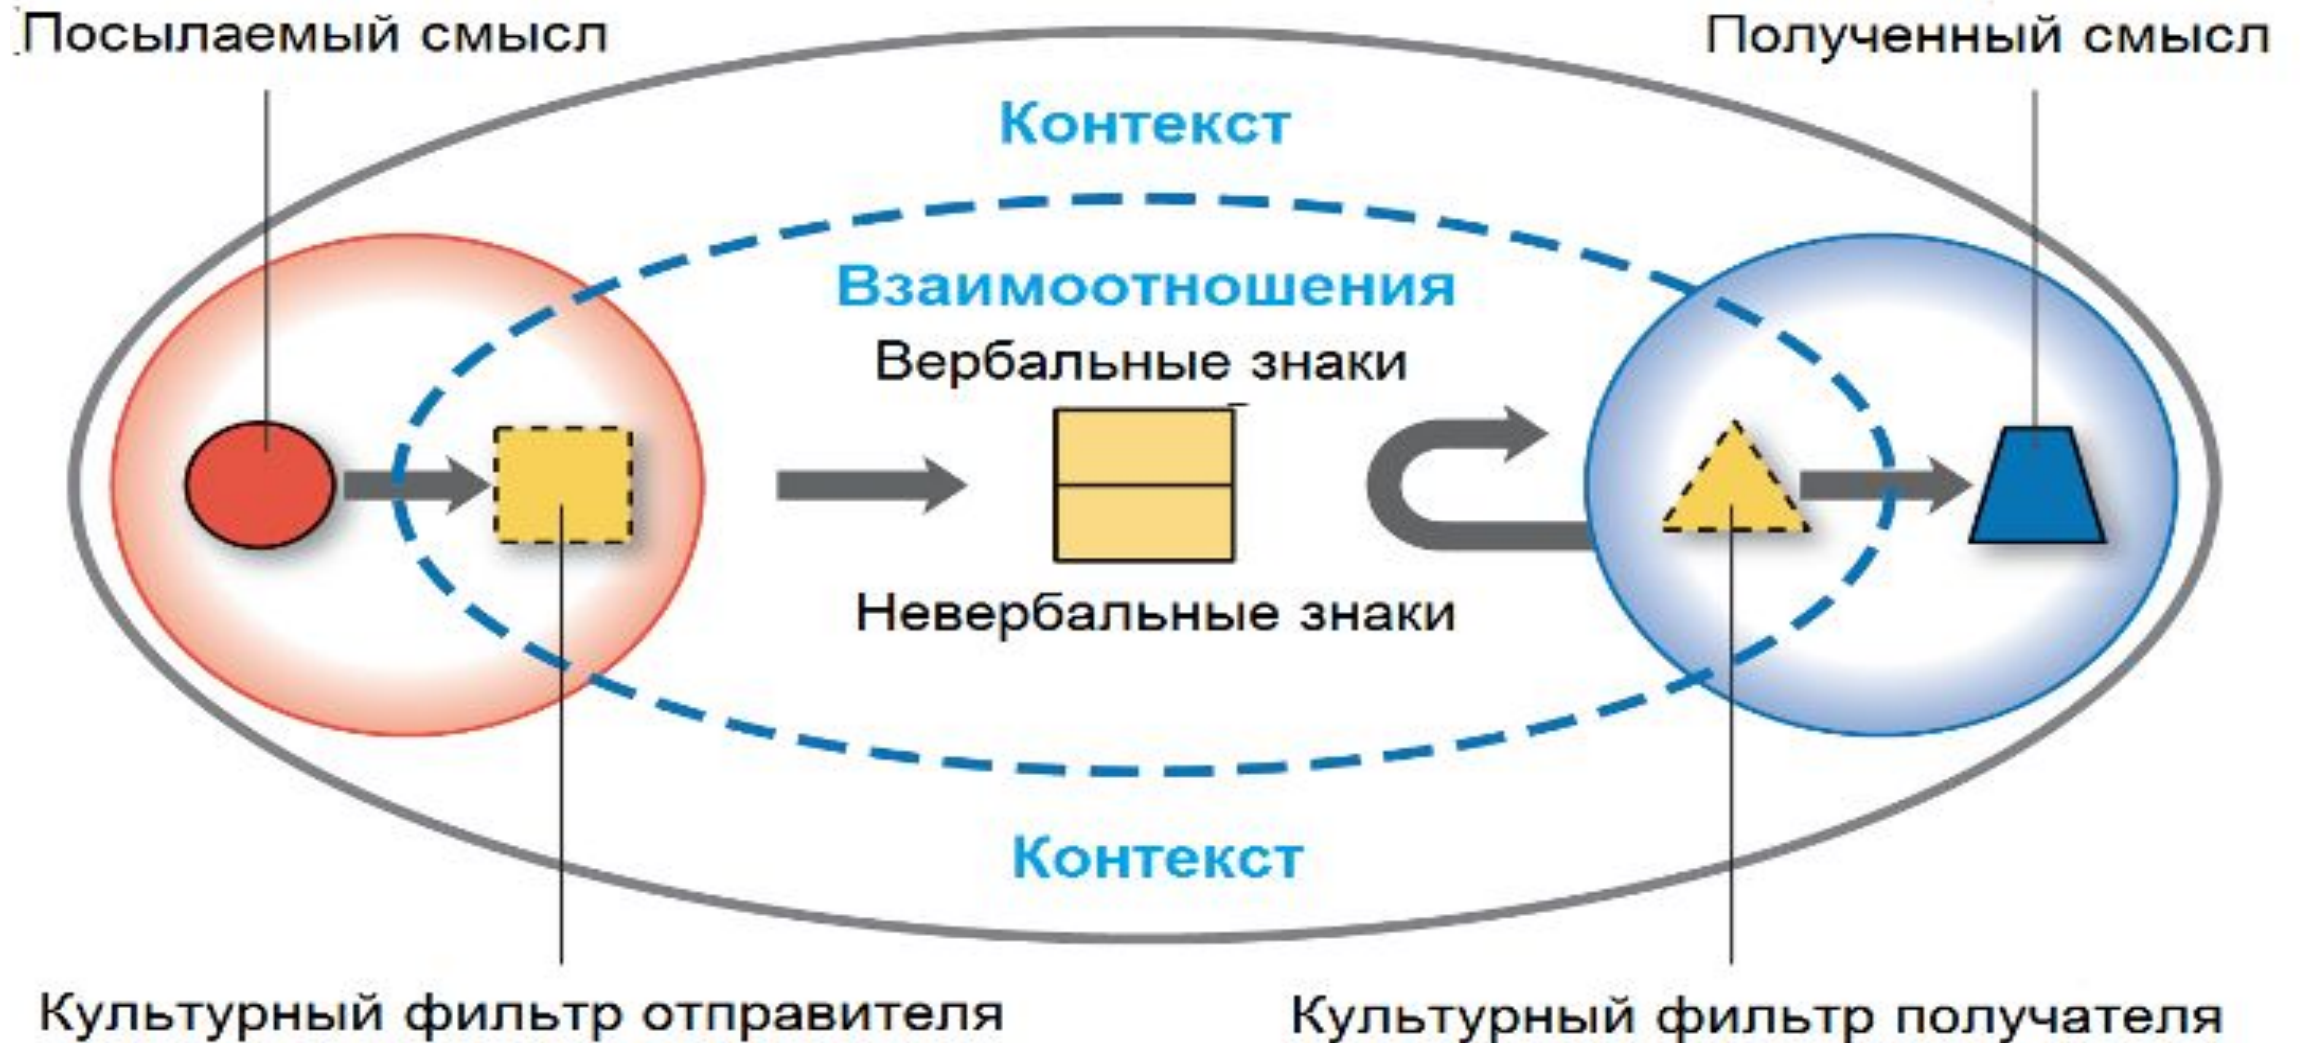 Посылаемый смысл
Полученный смысл
Контекст
Взаимоотношения
Вербальные знаки
Невербальные знаки
Контекст
Культурный фильтр отправителя
Культурный фильтр получателя